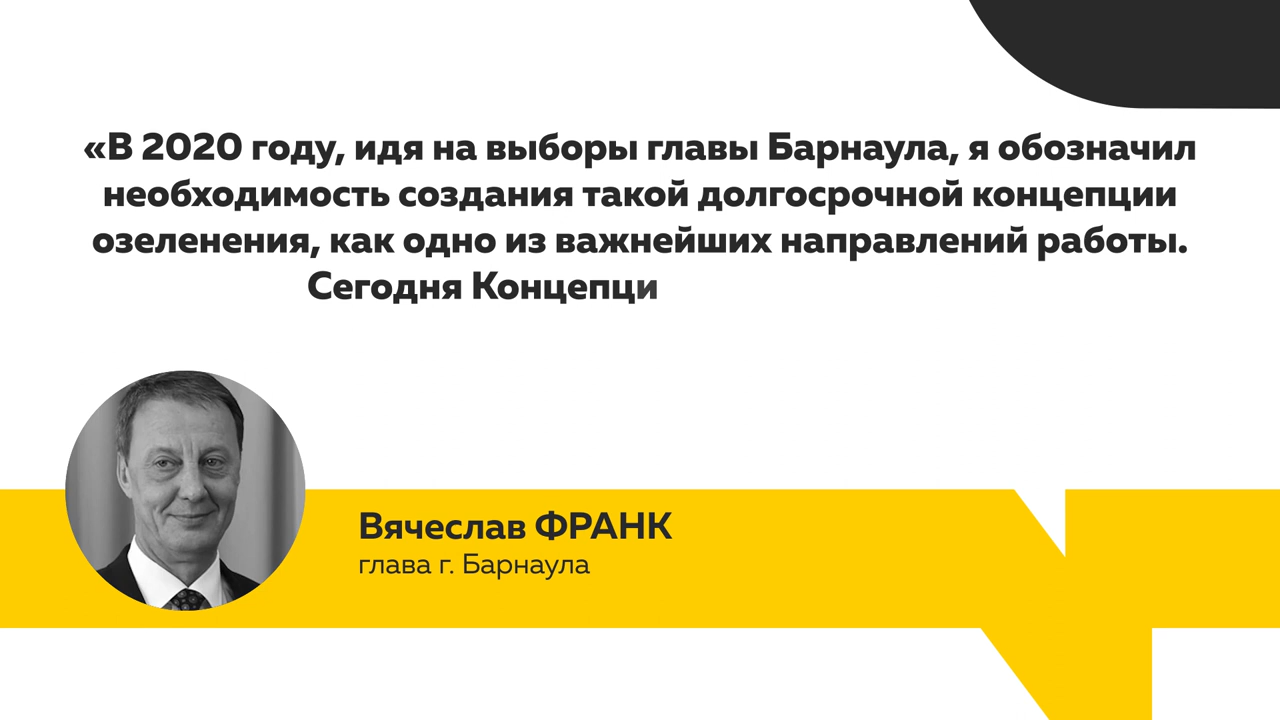 «В 2020 году, идя на выборы главы Барнаула, я обозначил
необходимость создания такой долгосрочной концепции
озеленения, как одно из важнейших направлений работы.
Сегодня Концепци
Вячеслав ФРАНК
глава г. Барнаула